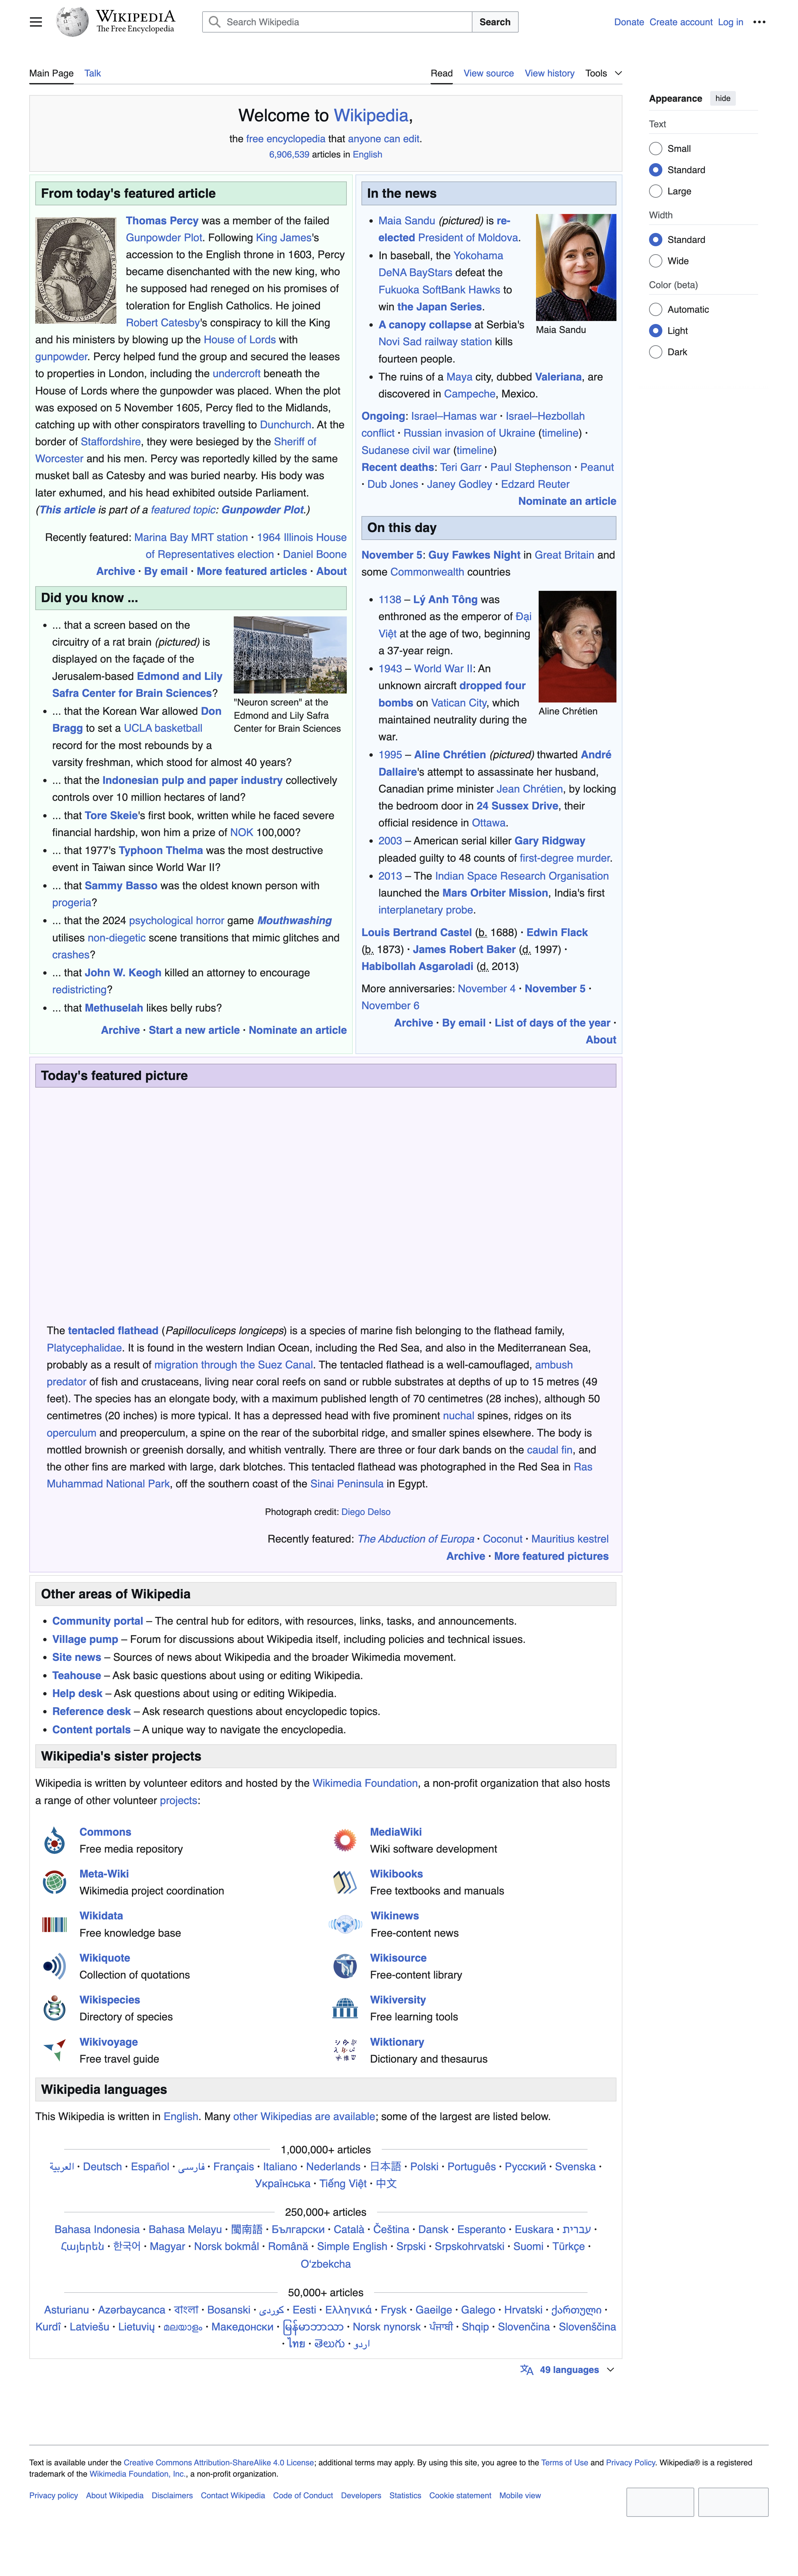 WIKIPEDIA
The Free Encyclopedia
Search Wikipedia
Search
Donate Create account Log in
Main Page Talk
Read View source View history Tools
Welcome to Wikipedia,
the free encyclopedia that anyone can edit.
6,906,539 articles in English
From today's featured article
Thomas Percy was a member of the failed
Gunpowder Plot. Following King James's
accession to the English throne in 1603, Percy
became disenchanted with the new king, who
he supposed had reneged on his promises of
toleration for English Catholics. He joined
Robert Catesby's conspiracy to kill the King
and his ministers by blowing up the House of Lords with
gunpowder. Percy helped fund the group and secured the leases
to properties in London, including the undercroft beneath the
House of Lords where the gunpowder was placed. When the plot
was exposed on 5 November 1605, Percy fled to the Midlands,
catching up with other conspirators travelling to Dunchurch. At the
border of Staffordshire, they were besieged by the Sheriff of
Worcester and his men. Percy was reportedly killed by the same
musket ball as Catesby and was buried nearby. His body was
later exhumed, and his head exhibited outside Parliament.
(This article is part of a featured topic: Gunpowder Plot.)
Recently featured: Marina Bay MRT station · 1964 Illinois House
of Representatives election · Daniel Boone
Archive · By email · More featured articles · About
Did you know ...
... that a screen based on the
circuitry of a rat brain (pictured) is
displayed on the façade of the
Jerusalem-based Edmond and Lily
Safra Center for Brain Sciences?
"Neuron screen" at the
Edmond and Lily Safra
Center for Brain Sciences
... that the Korean War allowed Don
Bragg to set a UCLA basketball
record for the most rebounds by a
varsity freshman, which stood for almost 40 years?
... that the Indonesian pulp and paper industry collectively
controls over 10 million hectares of land?
... that Tore Skeie's first book, written while he faced severe
financial hardship, won him a prize of NOK 100,000?
... that 1977's Typhoon Thelma was the most destructive
event in Taiwan since World War II?
... that Sammy Basso was the oldest known person with
progeria?
... that the 2024 psychological horror game Mouthwashing
utilises non-diegetic scene transitions that mimic glitches and
crashes?
... that John W. Keogh killed an attorney to encourage
redistricting?
... that Methuselah likes belly rubs?
Archive · Start a new article · Nominate an article
In the news
Maia Sandu (pictured) is re-
elected President of Moldova.
In baseball, the Yokohama
DeNA BayStars defeat the
Fukuoka SoftBank Hawks to
win the Japan Series.
A canopy collapse at Serbia's
Novi Sad railway station kills
fourteen people.
Maia Sandu
The ruins of a Maya city, dubbed Valeriana, are
discovered in Campeche, Mexico.
Ongoing: Israel–Hamas war · Israel–Hezbollah
conflict · Russian invasion of Ukraine (timeline) ·
Sudanese civil war (timeline)
Recent deaths: Teri Garr · Paul Stephenson · Peanut
· Dub Jones · Janey Godley · Edzard Reuter
Nominate an article
On this day
November 5: Guy Fawkes Night in Great Britain and
some Commonwealth countries
1138 – Lý Anh Tông was
enthroned as the emperor of Đại
Việt at the age of two, beginning
a 37-year reign.
1943 – World War II: An
unknown aircraft dropped four
bombs on Vatican City, which
maintained neutrality during the
war.
Aline Chrétien
1995 – Aline Chrétien (pictured) thwarted André
Dallaire's attempt to assassinate her husband,
Canadian prime minister Jean Chrétien, by locking
the bedroom door in 24 Sussex Drive, their
official residence in Ottawa.
2003 – American serial killer Gary Ridgway
pleaded guilty to 48 counts of first-degree murder.
2013 – The Indian Space Research Organisation
launched the Mars Orbiter Mission, India's first
interplanetary probe.
Louis Bertrand Castel (b. 1688) · Edwin Flack
(b. 1873) · James Robert Baker (d. 1997) ·
Habibollah Asgaroladi (d. 2013)
More anniversaries: November 4 · November 5 ·
November 6
Archive · By email · List of days of the year ·
About
Appearance hide
Text
Small
Standard
Large
Width
Standard
Wide
Color (beta)
Automatic
Light
Dark
Today's featured picture
The tentacled flathead (Papilloculiceps longiceps) is a species of marine fish belonging to the flathead family,
Platycephalidae. It is found in the western Indian Ocean, including the Red Sea, and also in the Mediterranean Sea,
probably as a result of migration through the Suez Canal. The tentacled flathead is a well-camouflaged, ambush
predator of fish and crustaceans, living near coral reefs on sand or rubble substrates at depths of up to 15 metres (49
feet). The species has an elongate body, with a maximum published length of 70 centimetres (28 inches), although 50
centimetres (20 inches) is more typical. It has a depressed head with five prominent nuchal spines, ridges on its
operculum and preoperculum, a spine on the rear of the suborbital ridge, and smaller spines elsewhere. The body is
mottled brownish or greenish dorsally, and whitish ventrally. There are three or four dark bands on the caudal fin, and
the other fins are marked with large, dark blotches. This tentacled flathead was photographed in the Red Sea in Ras
Muhammad National Park, off the southern coast of the Sinai Peninsula in Egypt.
Photograph credit: Diego Delso
Recently featured: The Abduction of Europa · Coconut · Mauritius kestrel
Archive · More featured pictures
Other areas of Wikipedia
Community portal – The central hub for editors, with resources, links, tasks, and announcements.
Village pump – Forum for discussions about Wikipedia itself, including policies and technical issues.
Site news – Sources of news about Wikipedia and the broader Wikimedia movement.
Teahouse – Ask basic questions about using or editing Wikipedia.
Help desk – Ask questions about using or editing Wikipedia.
Reference desk – Ask research questions about encyclopedic topics.
Content portals – A unique way to navigate the encyclopedia.
Wikipedia's sister projects
Wikipedia is written by volunteer editors and hosted by the Wikimedia Foundation, a non-profit organization that also hosts
a range of other volunteer projects:
Commons
Free media repository
MediaWiki
Wiki software development
Meta-Wiki
Wikimedia project coordination
Wikibooks
Free textbooks and manuals
Wikidata
Free knowledge base
Wikinews
Free-content news
Wikiquote
Collection of quotations
Wikisource
Free-content library
Wikispecies
Directory of species
Wikiversity
Free learning tools
Wikivoyage
Free travel guide
Wiktionary
Dictionary and thesaurus
Wikipedia languages
This Wikipedia is written in English. Many other Wikipedias are available; some of the largest are listed below.
1,000,000+ articles
العربية · Deutsch · Español · فارسی · Français · Italiano · Nederlands · 日本語 · Polski · Português · Русский · Svenska ·
Українська · Tiếng Việt · 中文
250,000+ articles
Bahasa Indonesia · Bahasa Melayu · 閩南語 · Български · Català · Čeština · Dansk · Esperanto · Euskara · עברית ·
Հայերեն · 한국어 · Magyar · Norsk bokmål · Română · Simple English · Srpski · Srpskohrvatski · Suomi · Türkçe ·
Oʻzbekcha
50,000+ articles
Asturianu · Azərbaycanca · বাংলা · Bosanski · کوردی · Eesti · Ελληνικά · Frysk · Gaeilge · Galego · Hrvatski · ქართული ·
Kurdî · Latviešu · Lietuvių · മലയാളം · Македонски · မြန်မာဘာသာ · Norsk nynorsk · ਪੰਜਾਬੀ · Shqip · Slovenčina · Slovenščina
· ไทย · తెలుగు · اردو
49 languages
Text is available under the Creative Commons Attribution-ShareAlike 4.0 License; additional terms may apply. By using this site, you agree to the Terms of Use and Privacy Policy. Wikipedia® is a registered
trademark of the Wikimedia Foundation, Inc., a non-profit organization.
Privacy policy About Wikipedia Disclaimers Contact Wikipedia Code of Conduct Developers Statistics Cookie statement Mobile view